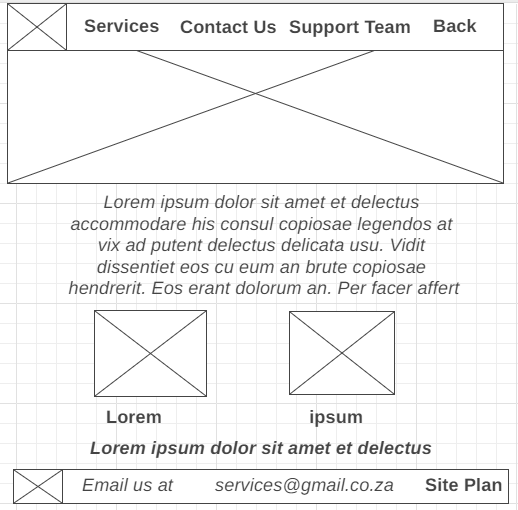 Services Contact Us Support Team Back
Lorem ipsum dolor sit amet et delectus
accommodare his consul copiosae legendos at
vix ad putent delectus delicata usu. Vidit
dissentiet eos cu eum an brute copiosae
hendrerit. Eos erant dolorum an. Per facer affert
Lorem ipsum
Lorem ipsum dolor sit amet et delectus
Email us at services@gmail.co.za Site Plan